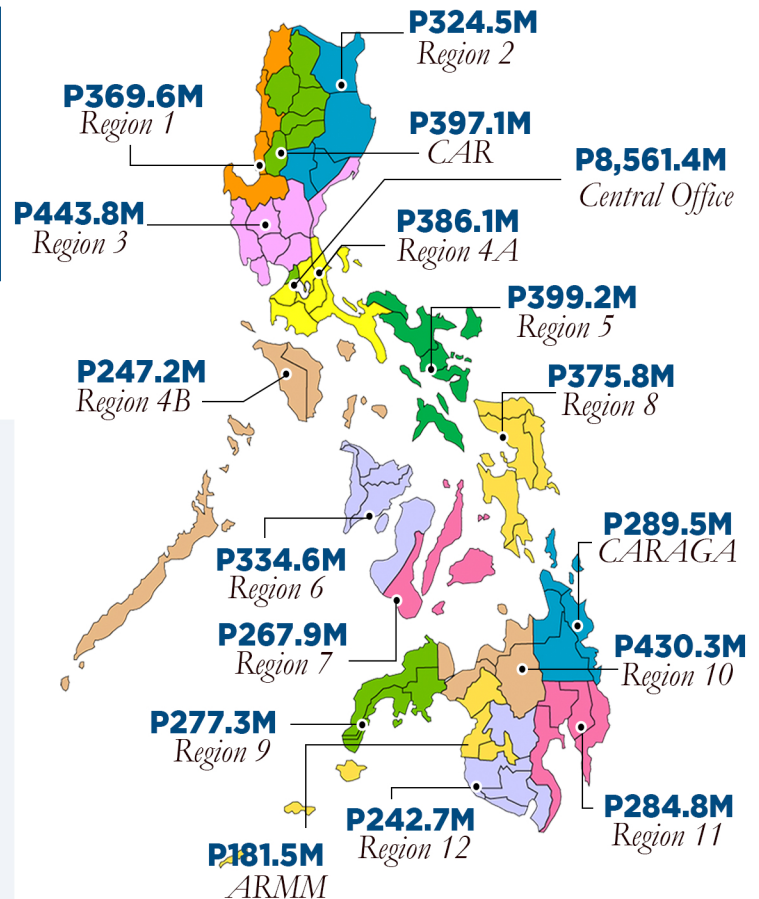 P324.5M
Region 2
P369.6M
Region 1
P397.1M
CAR
P8,561.4M
Central Office
P443.8M
Region 3
P386.1M
Region 4A
P399.2M
Region 5
P247.2M
Region 4B
P375.8M
Region 8
P289.5M
CARAGA
P334.6M
Region 6
P267.9M
Region 7
P430.3M
Region 10
P277.3M
Region 9
P284.8M
Region 11
P242.7M
Region 12
P181.5M
ARMM